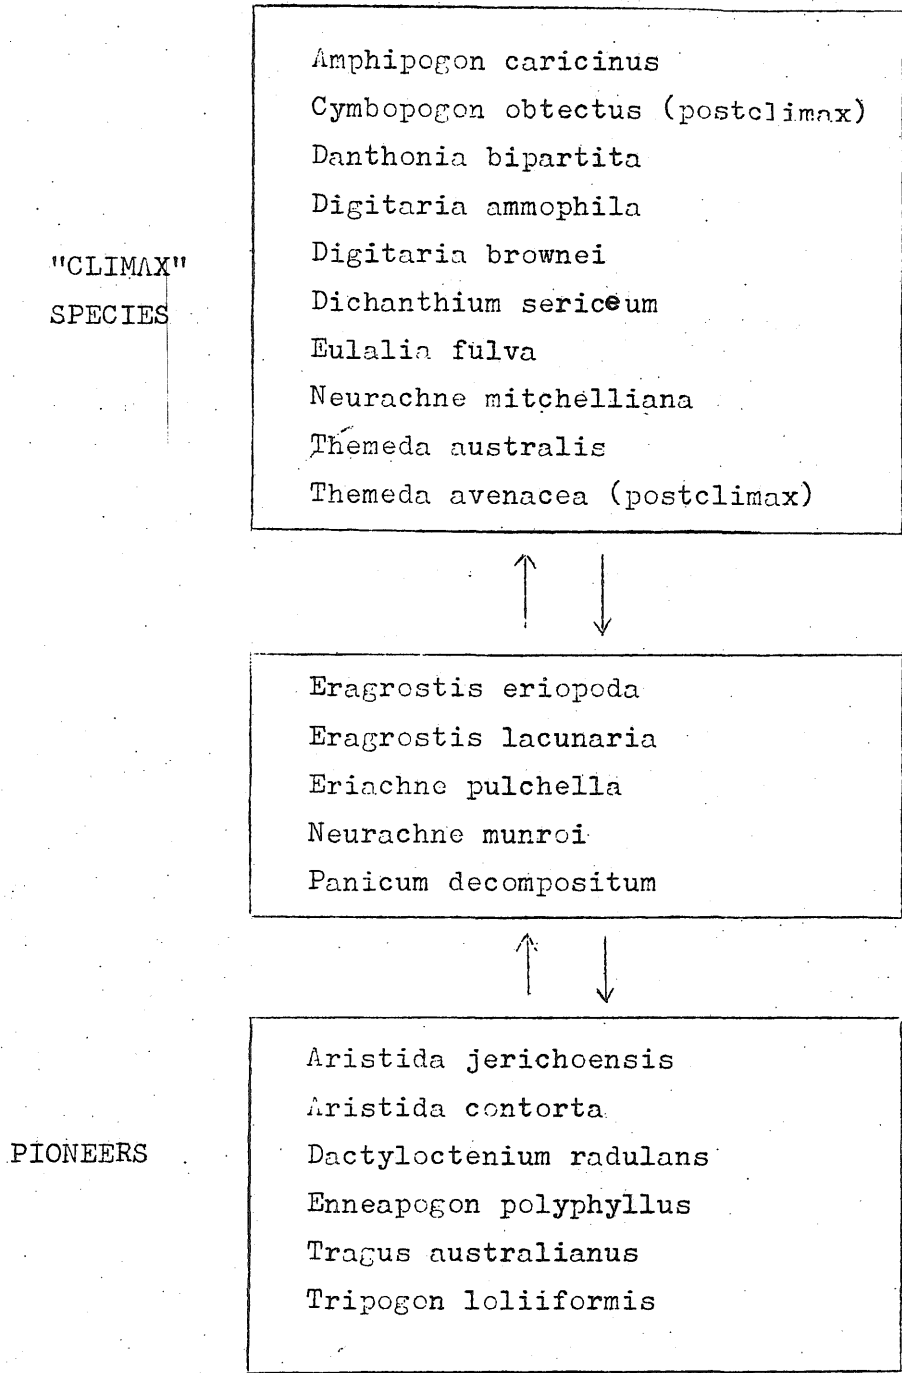 Amphipogon caricinus
Cymbopogon obtectus (postclimax)
Danthonia bipartita
Digitaria ammophila
Digitaria brownei
Dichanthium sericeum
Eulalia fulva
Neurachne mitchelliana
Themeda australis
Themeda avenacea (postclimax)
"CLIMAX"
SPECIES
Eragrostis eriopoda
Eragrostis lacunaria
Eriachne pulchella
Neurachne munroi
Panicum decompositum
PIONEERS
Aristida jerichoensis
Aristida contorta
Dactyloctenium radulans
Enneapogon polyphyllus
Tragus australianus
Tripogon loliiformis